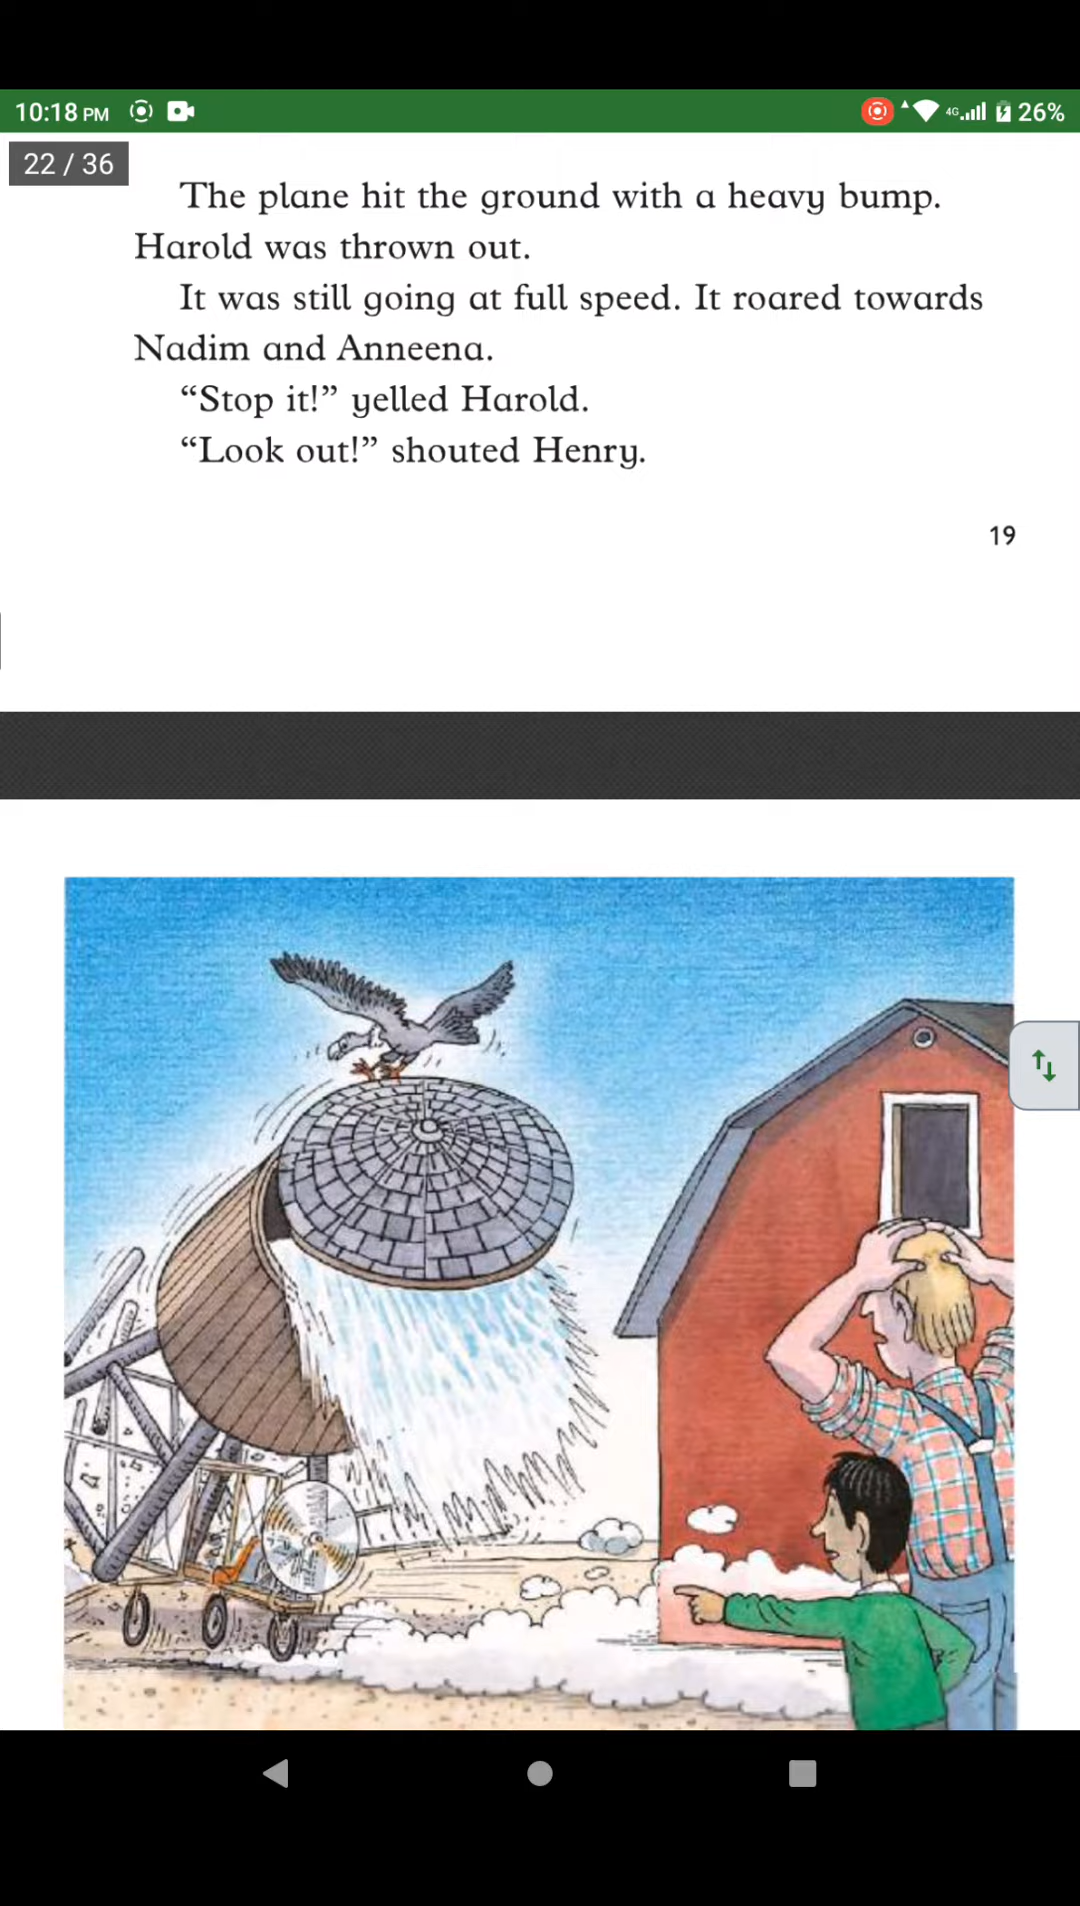 10:18 PM 4G 26%
22 / 36
The plane hit the ground with a heavy bump.
Harold was thrown out.
It was still going at full speed. It roared towards
Nadim and Anneena.
“Stop it!” yelled Harold.
“Look out!” shouted Henry.
19